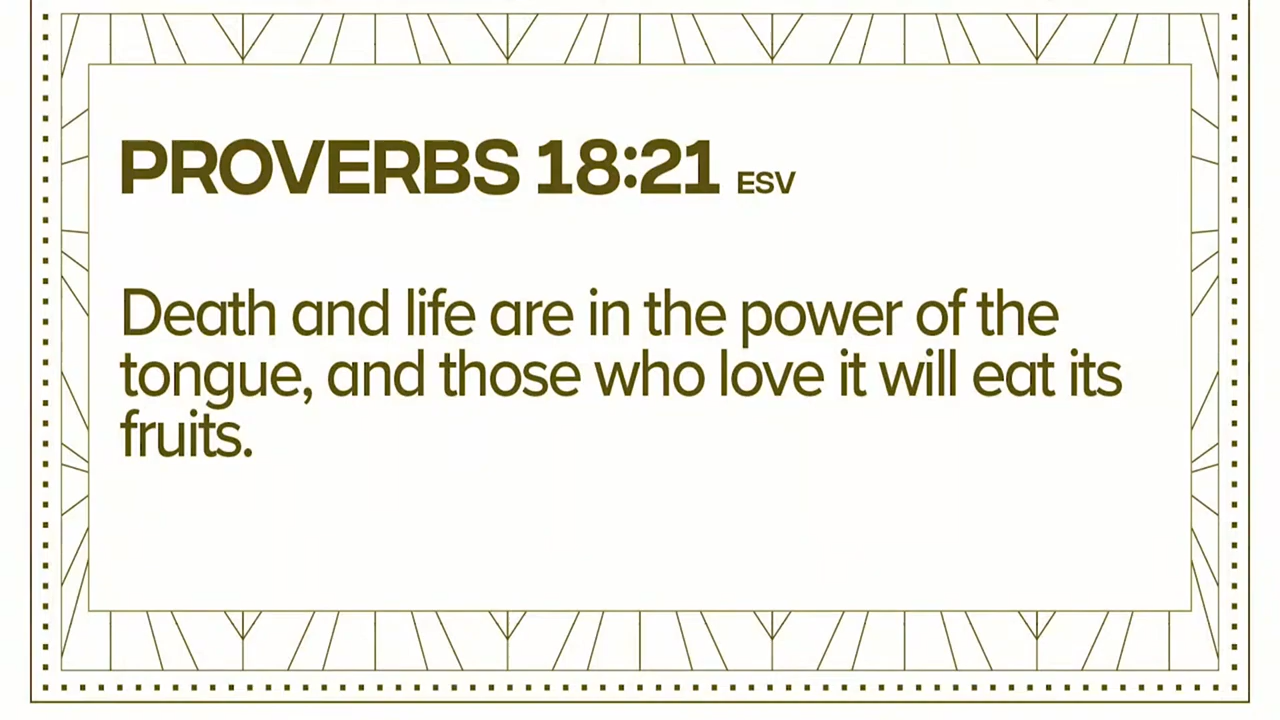 PROVERBS 18:21 ESV
Death and life are in the power of the
tongue, and those who love it will eat its
fruits.